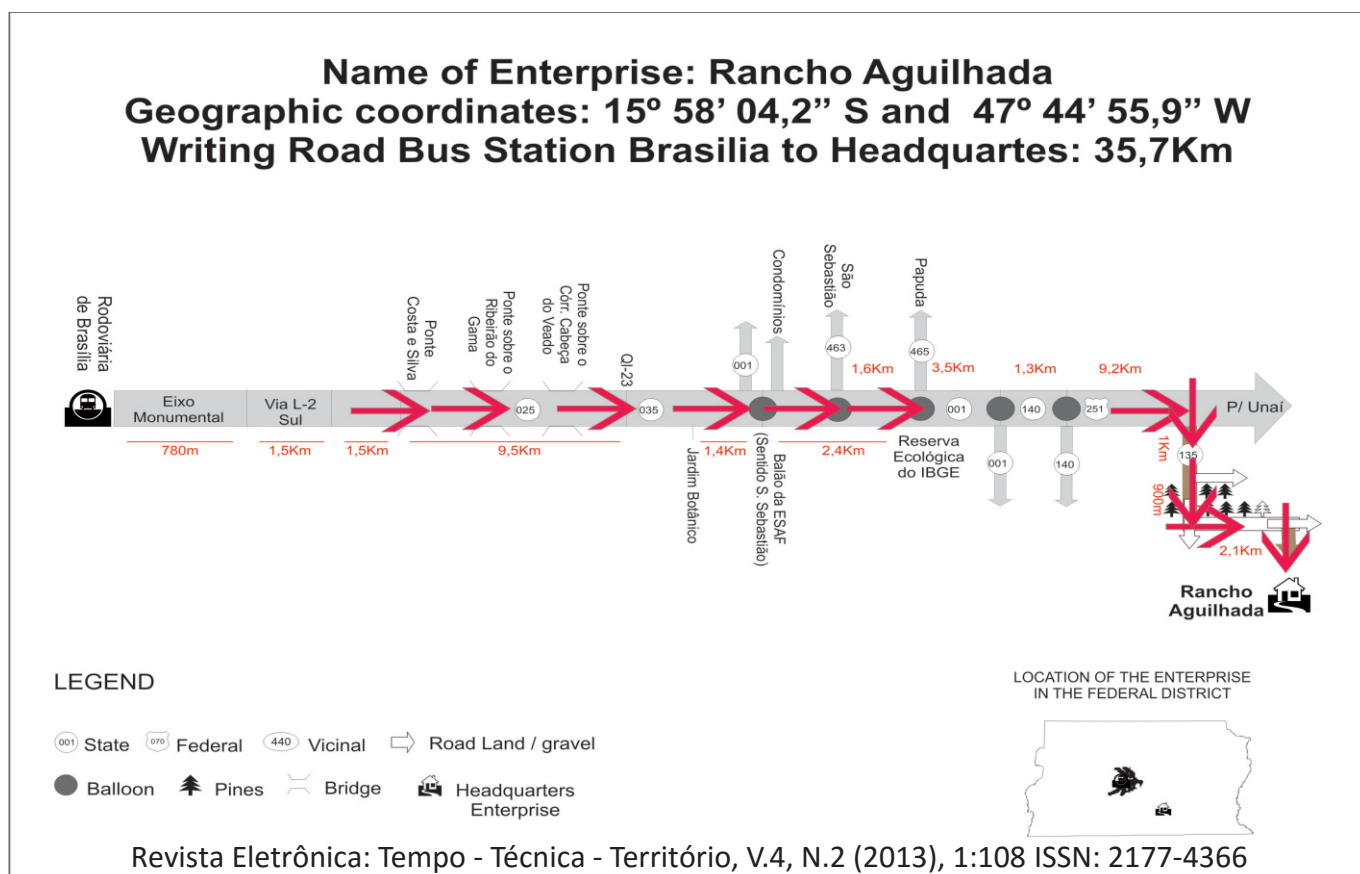 Name of Enterprise: Rancho Aguilhada
Geographic coordinates: 15º 58’ 04,2” S and 47º 44’ 55,9” W
Writing Road Bus Station Brasilia to Headquartes: 35,7Km
Rodoviária
de Brasília
Eixo
Monumental
780m
Via L-2
Sul
1,5Km
1,5Km
Ponte
Costa e Silva
Ponte sobre o
Ribeirão do
Gama
025
Ponte sobre o
Córr. Cabeça
do Veado
9,5Km
QI-23
035
Jardim Botânico
1,4Km
001
Condomínios
Balão da ESAF
(Sentido S. Sebastião)
2,4Km
São
Sebastião
463
1,6Km
Papuda
465
Reserva
Ecológica
do IBGE
3,5Km
001
001
1,3Km
140
140
9,2Km
251
P/ Unaí
1Km
135
900m
2,1Km
Rancho
Aguilhada
LEGEND
001 State
070 Federal
440 Vicinal
Road Land / gravel
Balloon
Pines
Bridge
Headquarters
Enterprise
LOCATION OF THE ENTERPRISE
IN THE FEDERAL DISTRICT
Revista Eletrônica: Tempo - Técnica - Território, V.4, N.2 (2013), 1:108 ISSN: 2177-4366